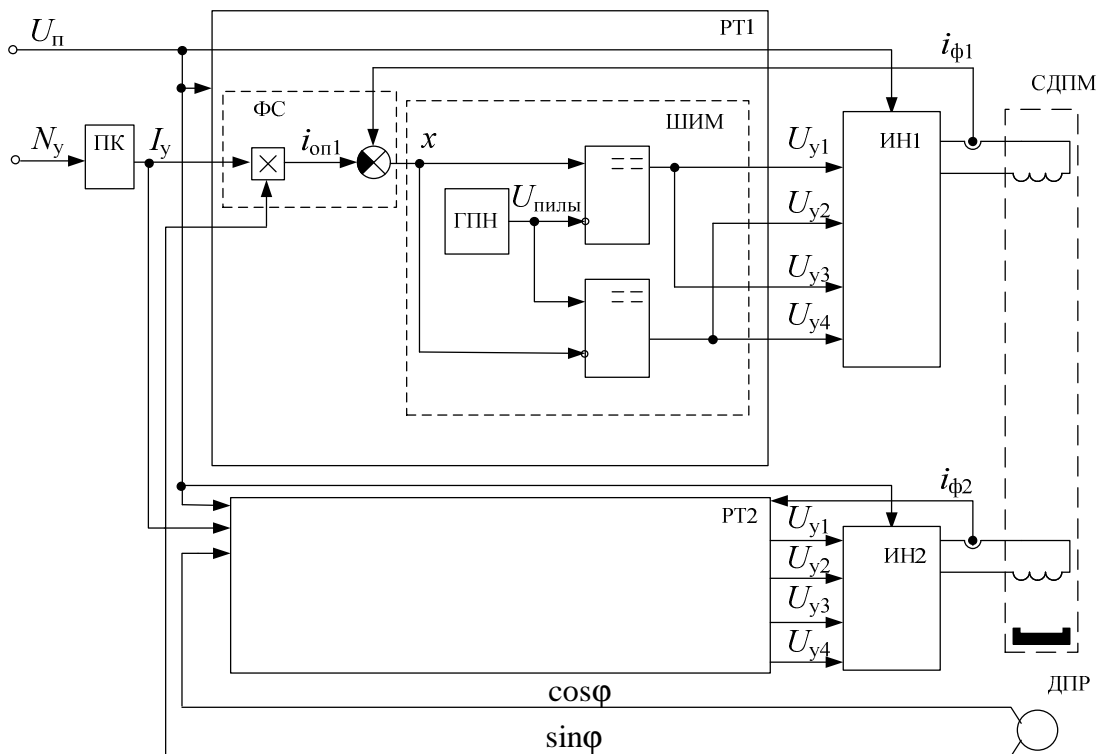 Uп
РТ1
iф1
СДПМ
ФС
ШИМ
ИН1
Nу
ПК
Iу
iоп1
x
Uу1
×
Uпилы
ГПН
Uу2
Uу3
Uу4
РТ2
iф2
Uу1
ИН2
Uу2
Uу3
Uу4
cosφ
ДПР
sinφ